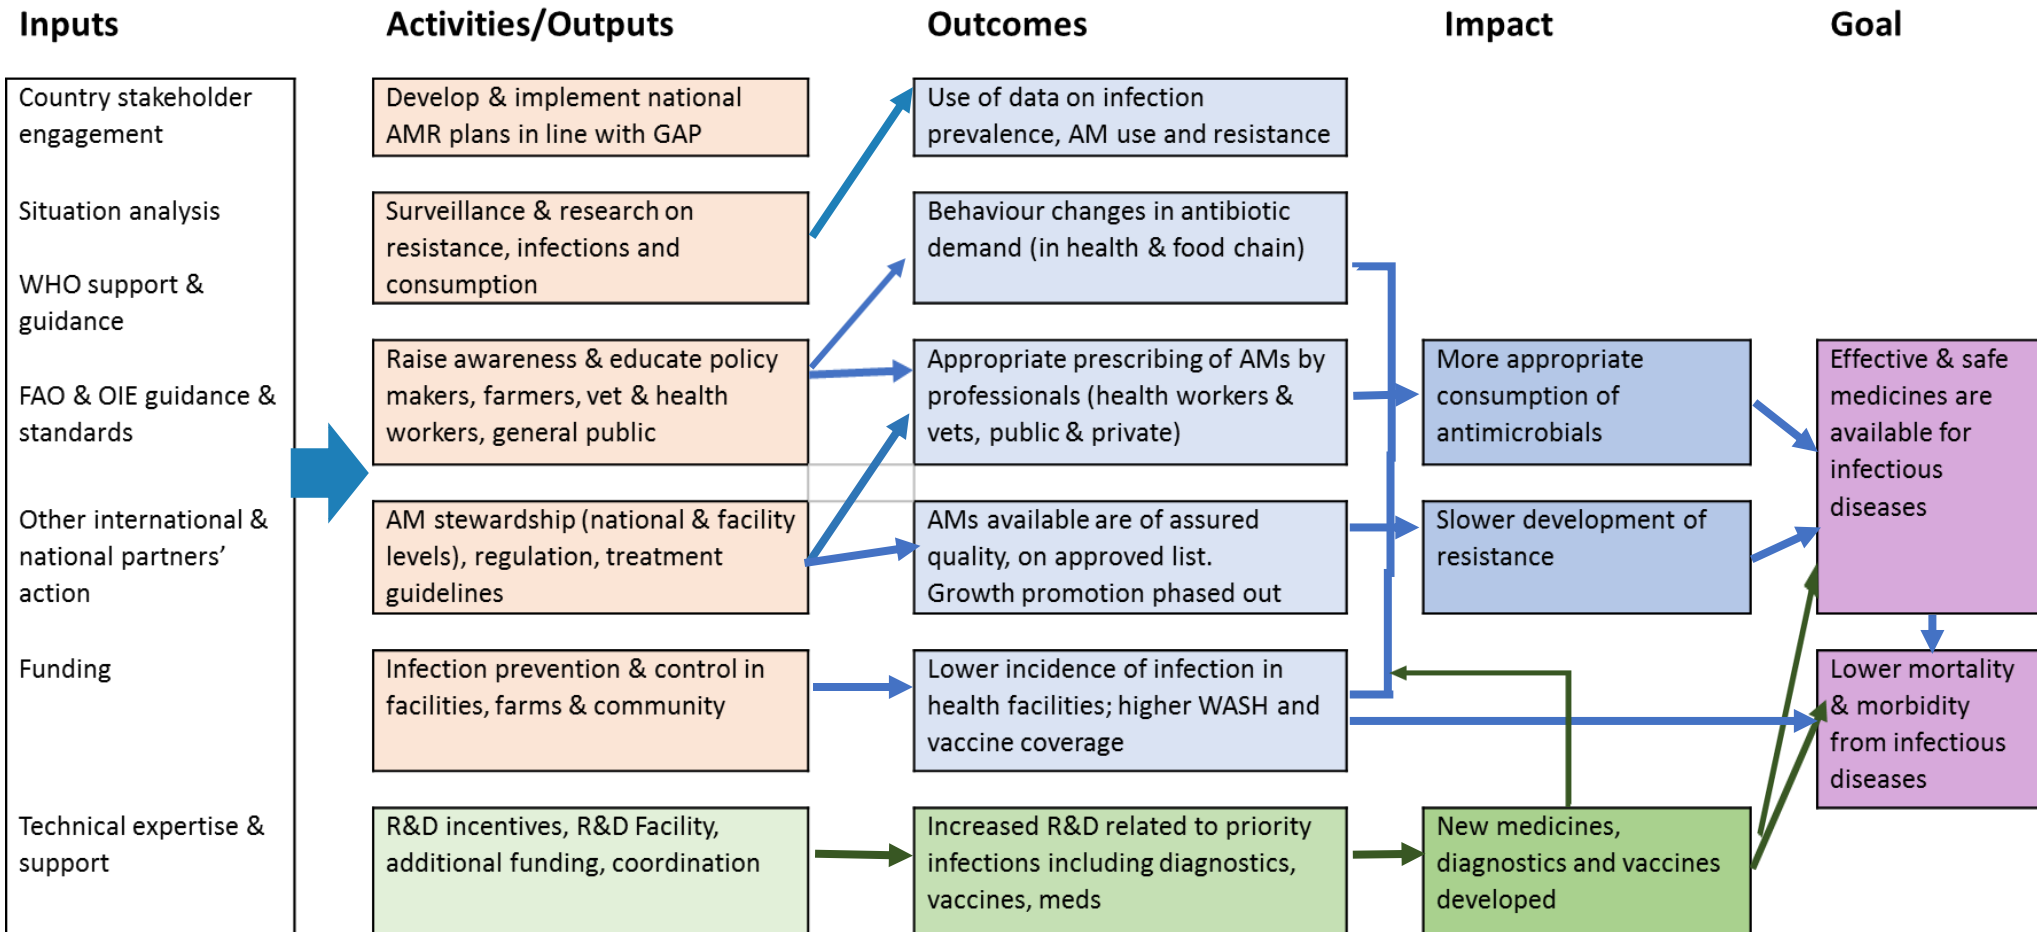 Inputs
Activities/Outputs
Outcomes
Impact
Goal
Country stakeholder
engagement
Situation analysis
WHO support &
guidance
FAO & OIE guidance &
standards
Other international &
national partners’
action
Funding
Technical expertise &
support
Develop & implement national
AMR plans in line with GAP
Surveillance & research on
resistance, infections and
consumption
Raise awareness & educate policy
makers, farmers, vet & health
workers, general public
AM stewardship (national & facility
levels), regulation, treatment
guidelines
Infection prevention & control in
facilities, farms & community
R&D incentives, R&D Facility,
additional funding, coordination
Use of data on infection
prevalence, AM use and resistance
Behaviour changes in antibiotic
demand (in health & food chain)
Appropriate prescribing of AMs by
professionals (health workers &
vets, public & private)
AMs available are of assured
quality, on approved list.
Growth promotion phased out
Lower incidence of infection in
health facilities; higher WASH and
vaccine coverage
Increased R&D related to priority
infections including diagnostics,
vaccines, meds
More appropriate
consumption of
antimicrobials
Slower development of
resistance
New medicines,
diagnostics and vaccines
developed
Effective & safe
medicines are
available for
infectious
diseases
Lower mortality
& morbidity
from infectious
diseases